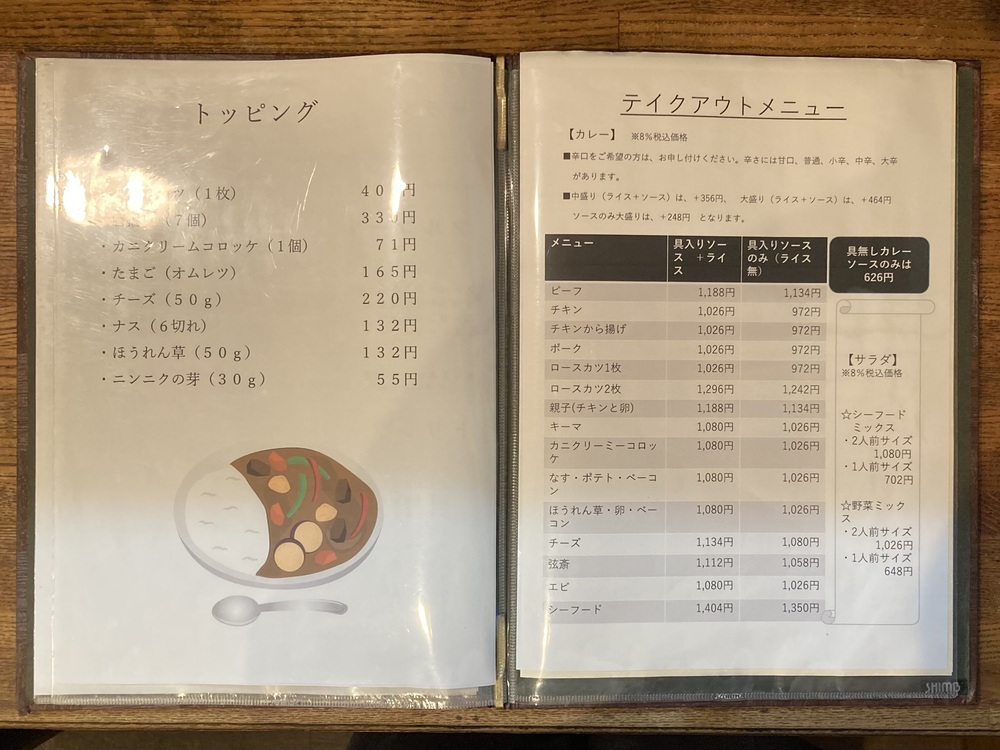 トッピング
ツ（1枚）
（7個）
３３０円
・カニクリームコロッケ（1個） ７１円
・たまご（オムレツ） １６５円
・チーズ（５０ｇ） ２２０円
・ナス（６切れ） １３２円
・ほうれん草（５０ｇ） １３２円
・ニンニクの芽（３０ｇ） ５５円
テイクアウトメニュー
【カレー】 ※8％税込価格
■辛口をご希望の方は、お申し付けください。辛さには甘口、普通、小辛、中辛、大辛
があります。
■中盛り（ライス＋ソース）は、+356円、 大盛り（ライス＋ソース）は、+464円
ソースのみ大盛りは、+248円 となります。
メニュー 具入りソー 具入りソース
ス ＋ライ のみ（ライス
ス 無）
ビーフ 1,188円 1,134円
チキン 1,026円 972円
チキンから揚げ 1,026円 972円
ポーク 1,026円 972円
ロースカツ1枚 1,026円 972円
ロースカツ2枚 1,296円 1,242円
親子(チキンと卵) 1,188円 1,134円
キーマ 1,080円 1,026円
カニクリーミーコロッ 1,080円 1,026円
ケ
なす・ポテト・ベーコ 1,080円 1,026円
ン
ほうれん草・卵・ベー 1,080円 1,026円
コン
チーズ 1,134円 1,080円
弦斎 1,112円 1,058円
エビ 1,080円 1,026円
シーフード 1,404円 1,350円
具無しカレー
ソースのみは
626円
【サラダ】
※8％税込価格
☆シーフード
ミックス
・2人前サイズ
1,080円
・1人前サイズ
702円
☆野菜ミック
ス
・2人前サイズ
1,026円
・1人前サイズ
648円
SHIMB